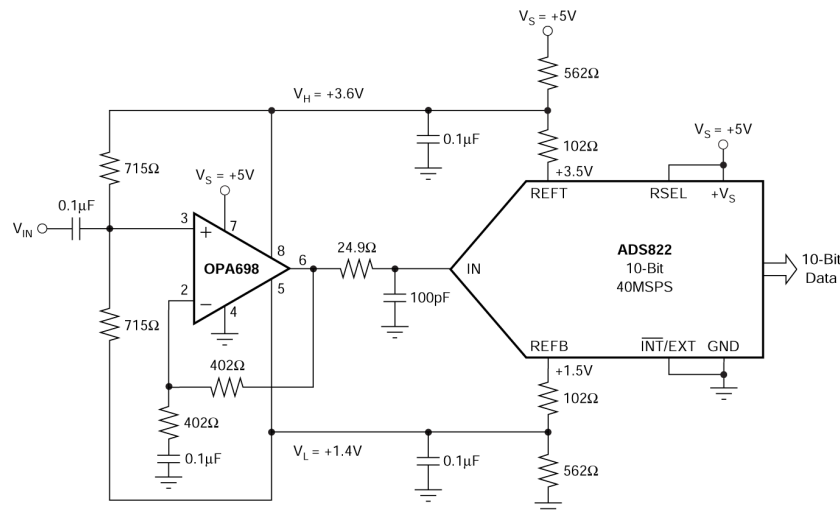 V_S = +5V
562Ω
V_H = +3.6V
0.1μF
102Ω
+3.5V
V_S = +5V
715Ω
V_S = +5V
REFT
RSEL
+V_S
0.1μF
V_IN
3
+
7
8
OPA698
6
24.9Ω
IN
ADS822
10-Bit
40MSPS
10-Bit
Data
2
–
5
4
100pF
715Ω
402Ω
REFB
INT/EXT
GND
+1.5V
102Ω
402Ω
V_L = +1.4V
0.1μF
0.1μF
562Ω